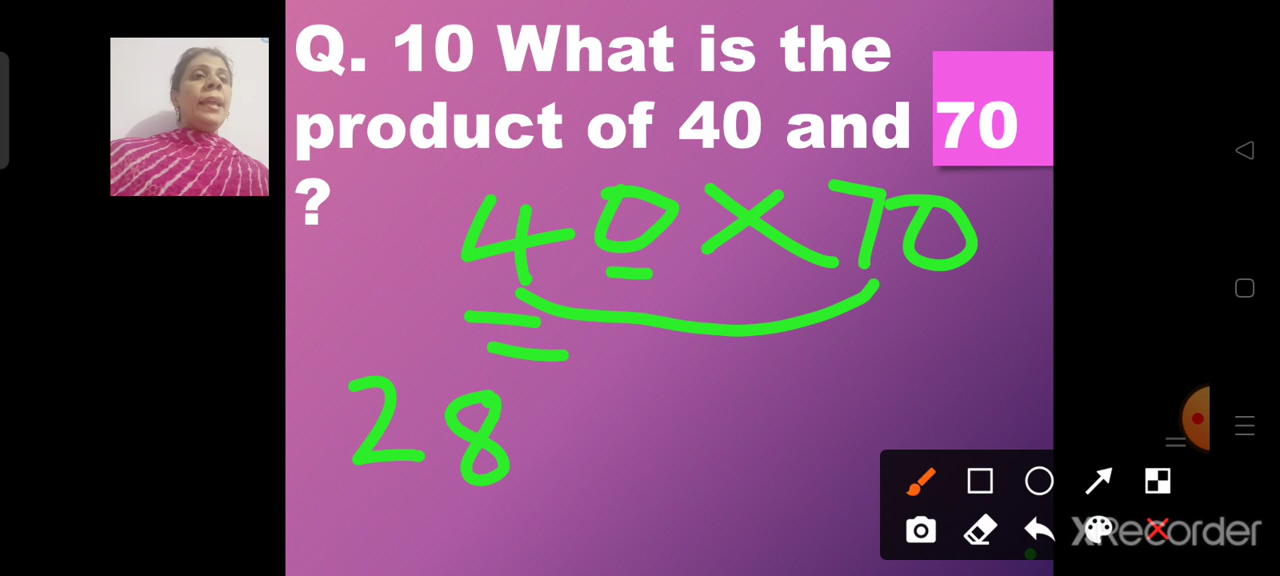 Q. 10 What is the
product of 40 and 70
?
40 × 70
28
XRecorder